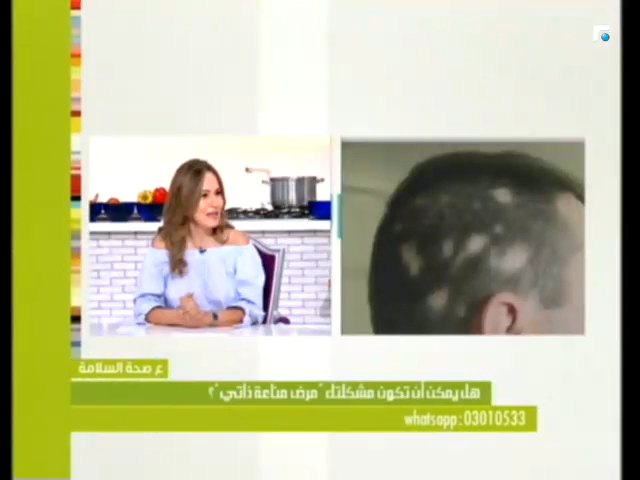 ع صحة السلامة
هل يمكن أن تكون مشكلتك "مرض مناعة ذاتي"؟
whatsapp: 03010533